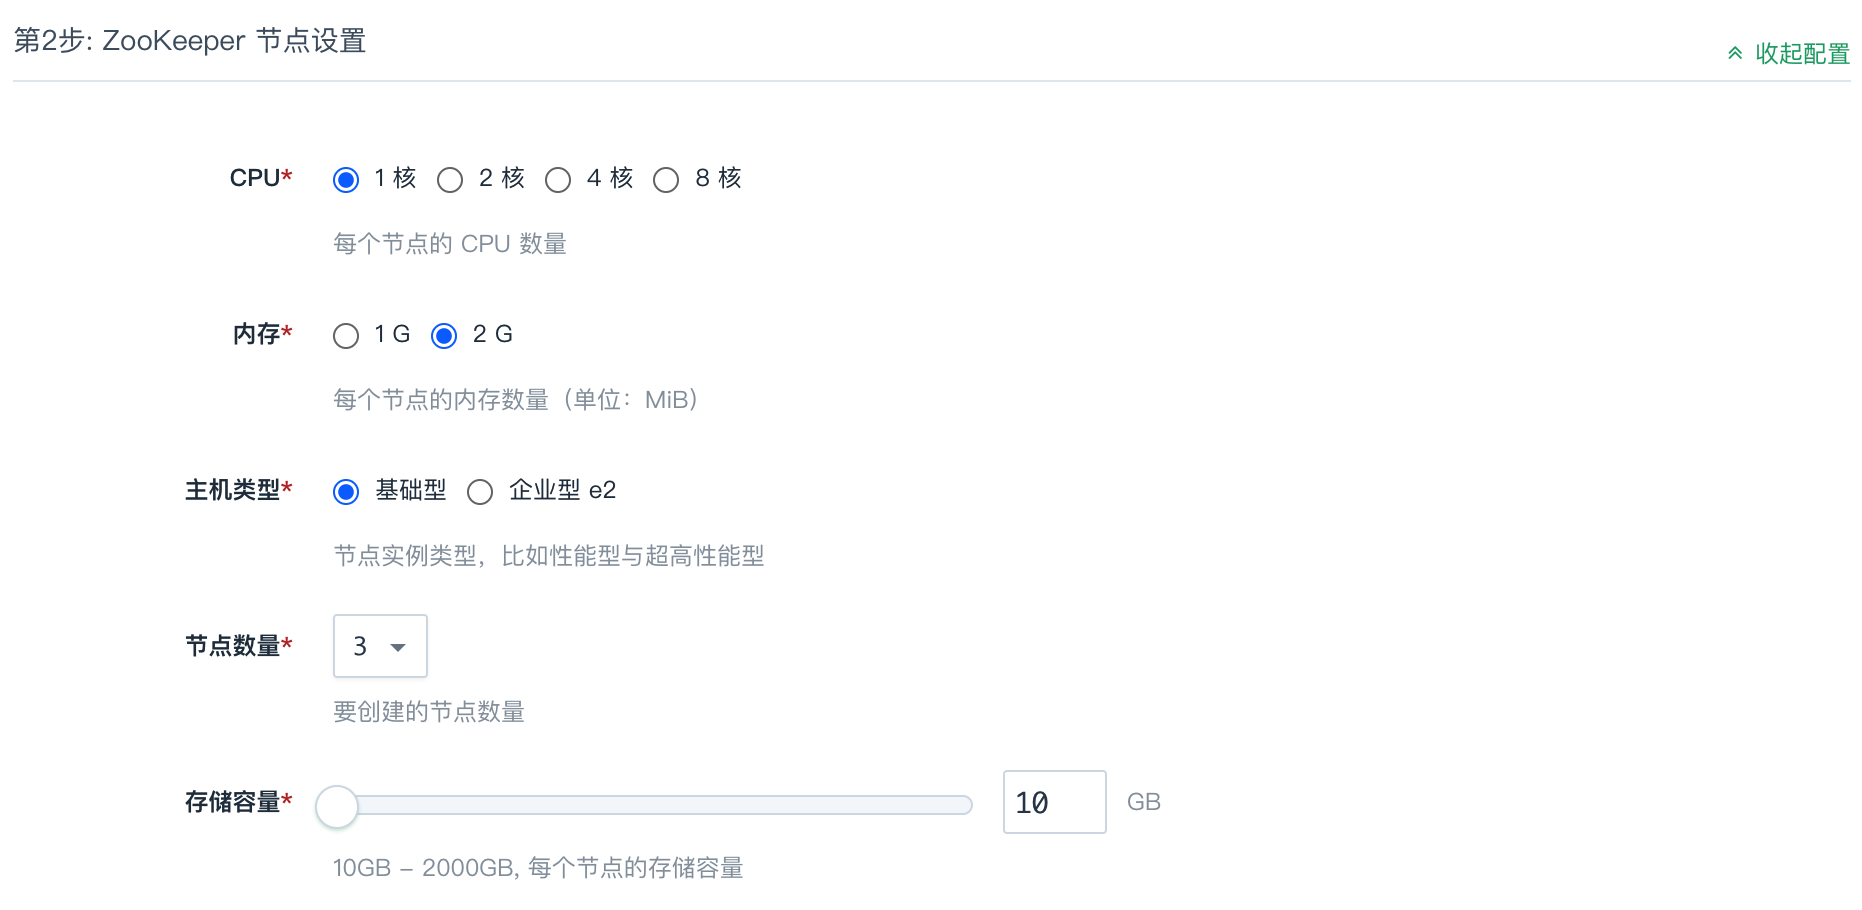 第2步: ZooKeeper 节点设置
收起配置
CPU* 1 核 2 核 4 核 8 核
每个节点的 CPU 数量
内存* 1 G 2 G
每个节点的内存数量（单位：MiB）
主机类型* 基础型 企业型 e2
节点实例类型，比如性能型与超高性能型
节点数量* 3
要创建的节点数量
存储容量* 10 GB
10GB – 2000GB, 每个节点的存储容量